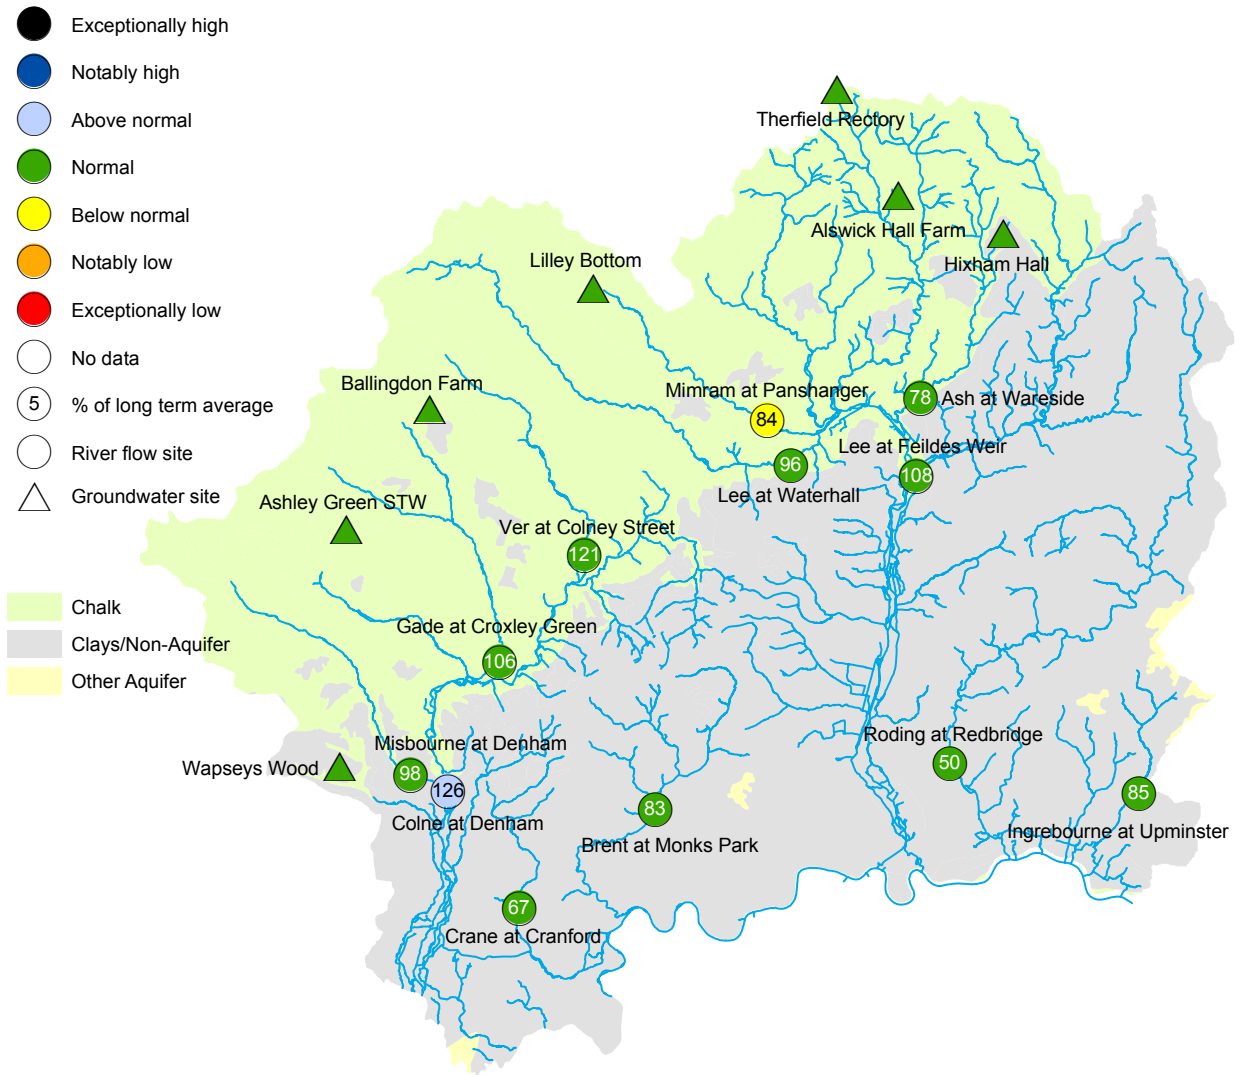 Exceptionally high
Notably high
Above normal
Normal
Below normal
Notably low
Exceptionally low
No data
5 % of long term average
River flow site
Groundwater site
Chalk
Clays/Non-Aquifer
Other Aquifer
Therfield Rectory
Alswick Hall Farm
Hixham Hall
Lilley Bottom
Ballingdon Farm
Mimram at Panshanger
84
78 Ash at Wareside
Lee at Feildes Weir
108
96
Lee at Waterhall
Ashley Green STW
Ver at Colney Street
121
Gade at Croxley Green
106
Misbourne at Denham
98
Wapseys Wood
126
Colne at Denham
83
Brent at Monks Park
Roding at Redbridge
50
85
Ingrebourne at Upminster
67
Crane at Cranford